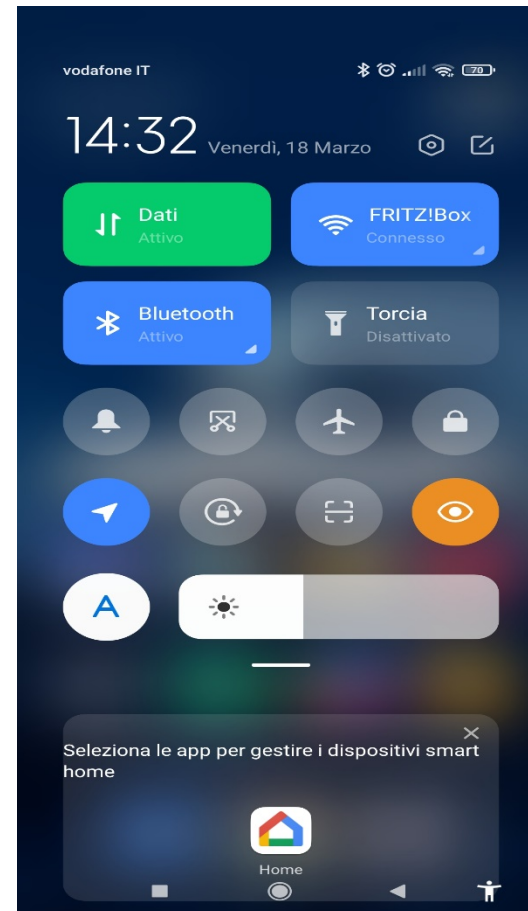 vodafone IT
70
14:32 Venerdì, 18 Marzo
Dati
Attivo
FRITZ!Box
Connesso
Bluetooth
Attivo
Torcia
Disattivato
A
Seleziona le app per gestire i dispositivi smart
home
Home